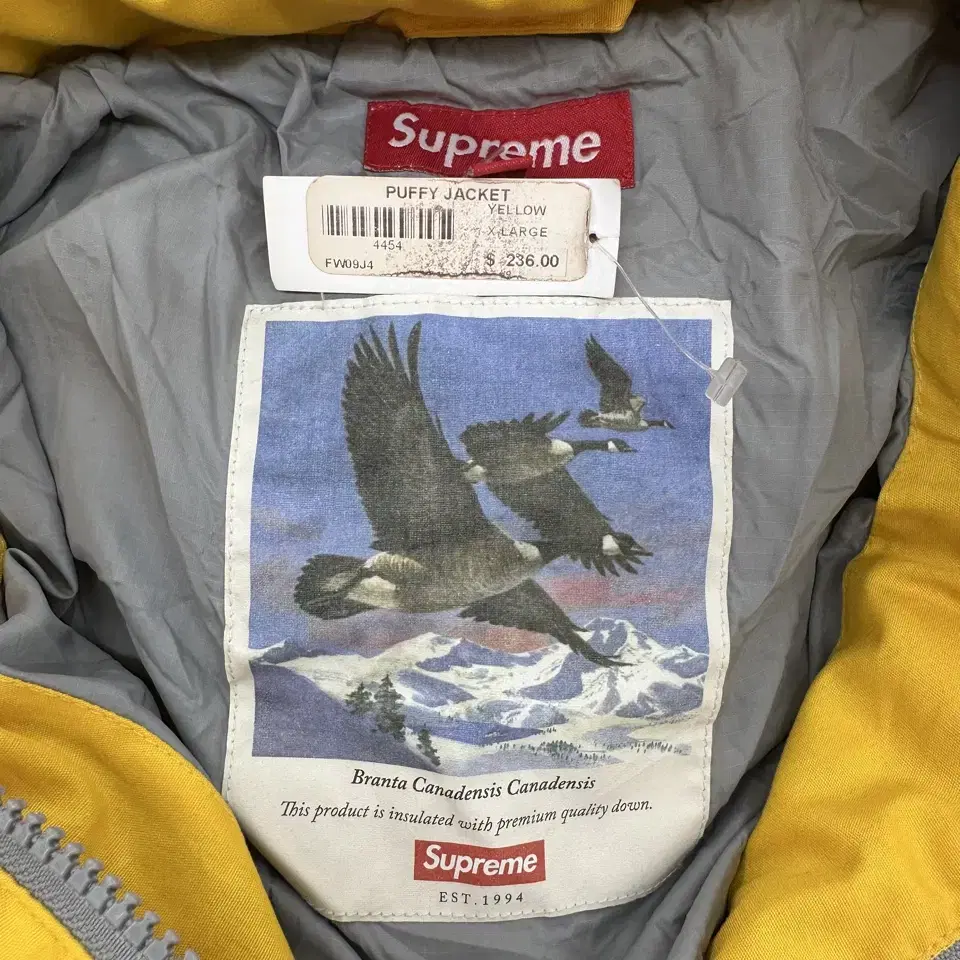 Supreme
PUFFY JACKET
YELLOW
4454
X-LARGE
FW09J4
$ 236.00
Branta Canadensis Canadensis
This product is insulated with premium quality down.
Supreme
EST. 1994